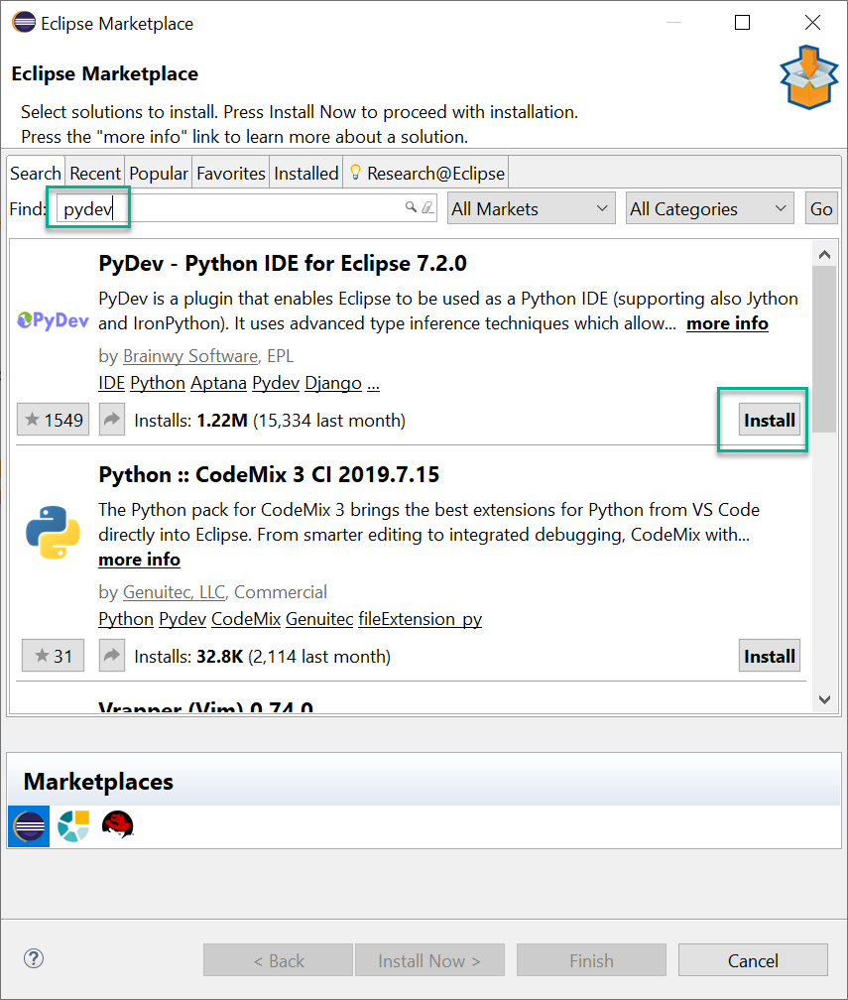 Eclipse Marketplace
Eclipse Marketplace
Select solutions to install. Press Install Now to proceed with installation.
Press the "more info" link to learn more about a solution.
Search Recent Popular Favorites Installed Research@Eclipse
Find: pydev All Markets All Categories Go
PyDev - Python IDE for Eclipse 7.2.0
PyDev is a plugin that enables Eclipse to be used as a Python IDE (supporting also Jython
PyDev and IronPython). It uses advanced type inference techniques which allow... more info
by Brainwy Software, EPL
IDE Python Aptana Pydev Django ...
1549 Installs: 1.22M (15,334 last month) Install
Python :: CodeMix 3 CI 2019.7.15
The Python pack for CodeMix 3 brings the best extensions for Python from VS Code
directly into Eclipse. From smarter editing to integrated debugging, CodeMix with...
more info
by Genuitec, LLC, Commercial
Python Pydev CodeMix Genuitec fileExtension_py
31 Installs: 32.8K (2,114 last month) Install
Vrapper (Vim) 0.74.0
Marketplaces
? < Back Install Now > Finish Cancel